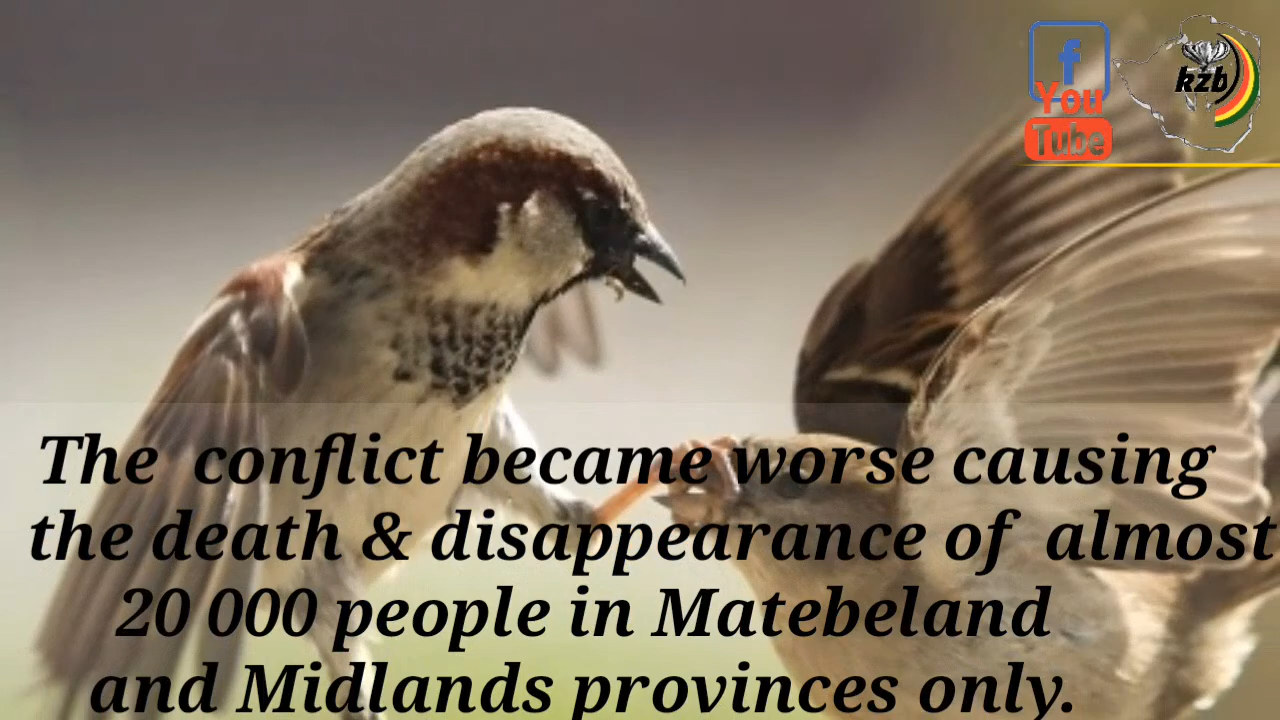 f
You
Tube
kzb
The conflict became worse causing
the death & disappearance of almost
20 000 people in Matebeland
and Midlands provinces only.